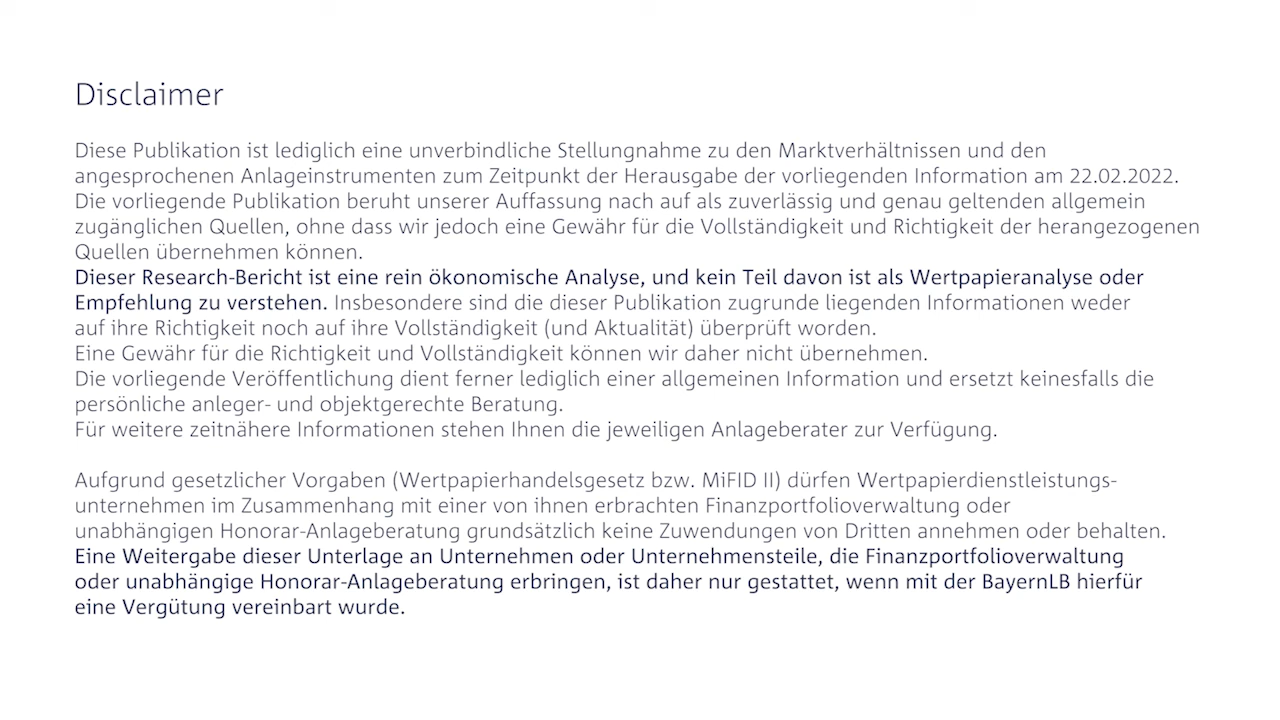 Disclaimer
Diese Publikation ist lediglich eine unverbindliche Stellungnahme zu den Marktverhältnissen und den
angesprochenen Anlageinstrumenten zum Zeitpunkt der Herausgabe der vorliegenden Information am 22.02.2022.
Die vorliegende Publikation beruht unserer Auffassung nach auf als zuverlässig und genau geltenden allgemein
zugänglichen Quellen, ohne dass wir jedoch eine Gewähr für die Vollständigkeit und Richtigkeit der herangezogenen
Quellen übernehmen können.
Dieser Research-Bericht ist eine rein ökonomische Analyse, und kein Teil davon ist als Wertpapieranalyse oder
Empfehlung zu verstehen. Insbesondere sind die dieser Publikation zugrunde liegenden Informationen weder
auf ihre Richtigkeit noch auf ihre Vollständigkeit (und Aktualität) überprüft worden.
Eine Gewähr für die Richtigkeit und Vollständigkeit können wir daher nicht übernehmen.
Die vorliegende Veröffentlichung dient ferner lediglich einer allgemeinen Information und ersetzt keinesfalls die
persönliche anleger- und objektgerechte Beratung.
Für weitere zeitnähere Informationen stehen Ihnen die jeweiligen Anlageberater zur Verfügung.
Aufgrund gesetzlicher Vorgaben (Wertpapierhandelsgesetz bzw. MiFID II) dürfen Wertpapierdienstleistungs-
unternehmen im Zusammenhang mit einer von ihnen erbrachten Finanzportfolioverwaltung oder
unabhängigen Honorar-Anlageberatung grundsätzlich keine Zuwendungen von Dritten annehmen oder behalten.
Eine Weitergabe dieser Unterlage an Unternehmen oder Unternehmensteile, die Finanzportfolioverwaltung
oder unabhängige Honorar-Anlageberatung erbringen, ist daher nur gestattet, wenn mit der BayernLB hierfür
eine Vergütung vereinbart wurde.